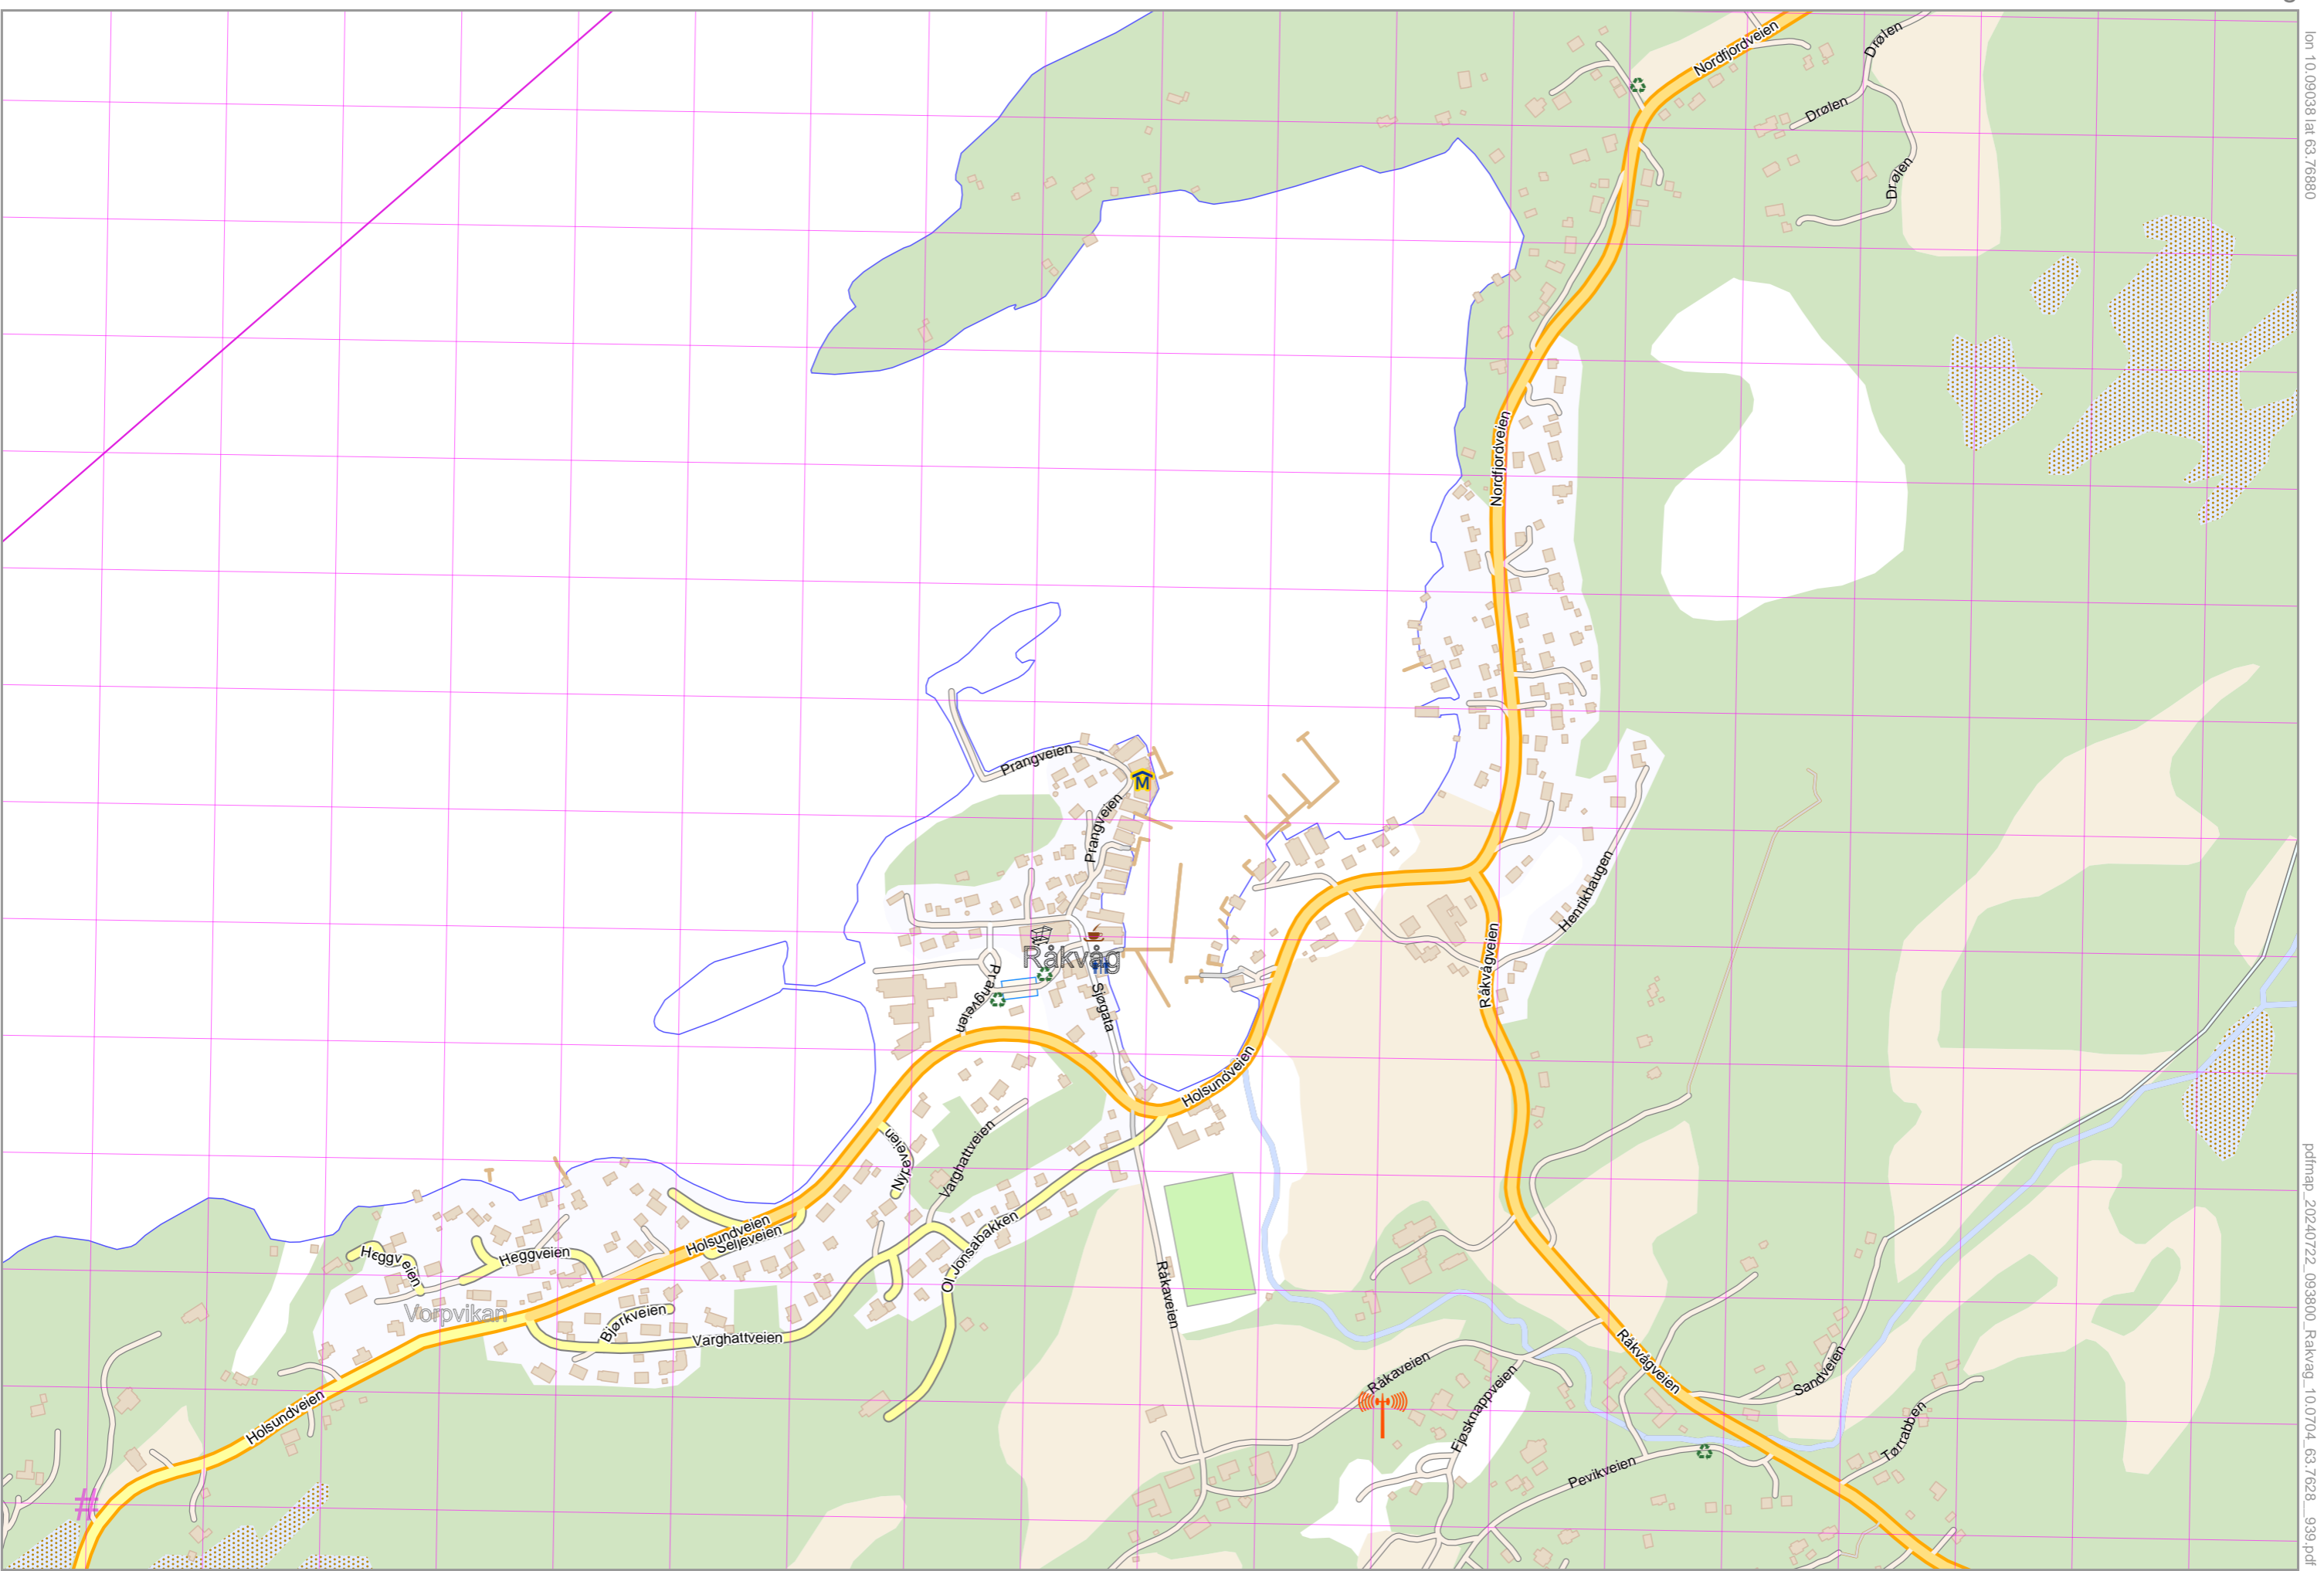 lon 10.09038 lat 63.76880
Nordfjordveien
Drølen
Drølen
Drølen
Nordfjordveien
Prangveien
M
Prangveien
Henrikhaugen
Råkvåg
Prangveien
Sjøgata
Råkvågveien
Holsundveien
Nyreveien
Varghattveien
Holsundveien
Seljeveien
Ol Jonsabakken
Heggveien
Heggveien
Råkaveien
Vorpvikan
Bjørkveien
Varghattveien
Råkvågveien
Råkaveien
Sandveien
Holsundveien
Fjøsknappveien
Tørrabben
Pevikveien
#
pdfmap_20240722_093800_Rakvag_10.0704_63.7628__939.pdf